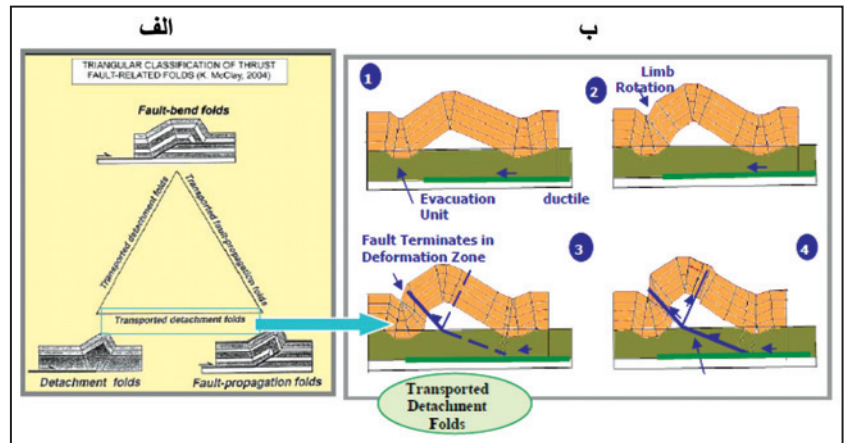 الف
ب
TRIANGULAR CLASSIFICATION OF THRUST
FAULT-RELATED FOLDS (K. McClay, 2004)
Fault-bend folds
Transported detachment folds
Transported fault-propagation folds
Transported detachment folds
Detachment folds
Fault-propagation folds
1
2
Limb
Rotation
Evacuation
Unit
ductile
Fault Terminates in
Deformation Zone
3
4
Transported
Detachment
Folds